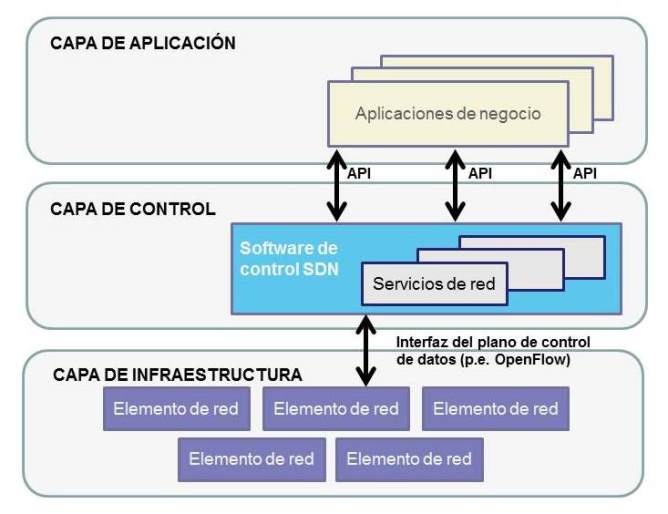 CAPA DE APLICACIÓN
Aplicaciones de negocio
API
API
API
CAPA DE CONTROL
Software de
control SDN
Servicios de red
Interfaz del plano de control
de datos (p.e. OpenFlow)
CAPA DE INFRAESTRUCTURA
Elemento de red
Elemento de red
Elemento de red
Elemento de red
Elemento de red